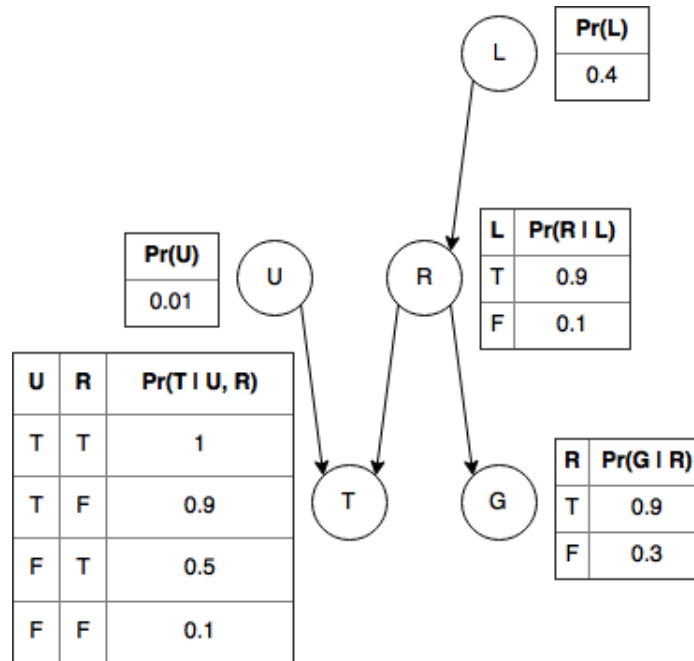 L
Pr(L)
0.4
L Pr(R | L)
T 0.9
F 0.1
Pr(U)
0.01
U
R
U R Pr(T | U, R)
T T 1
T F 0.9
F T 0.5
F F 0.1
T
G
R Pr(G | R)
T 0.9
F 0.3